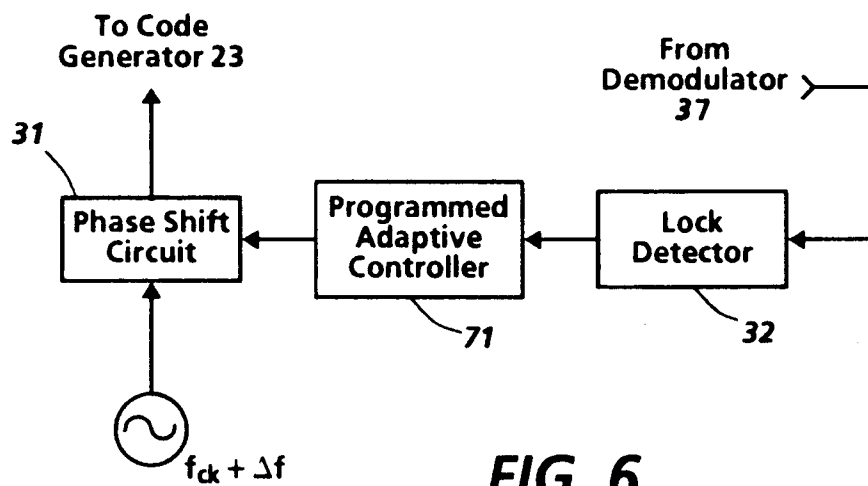 To Code
Generator 23
From
Demodulator
37
31
Phase Shift
Circuit
Programmed
Adaptive
Controller
Lock
Detector
71
32
f_ck + Δf
FIG. 6